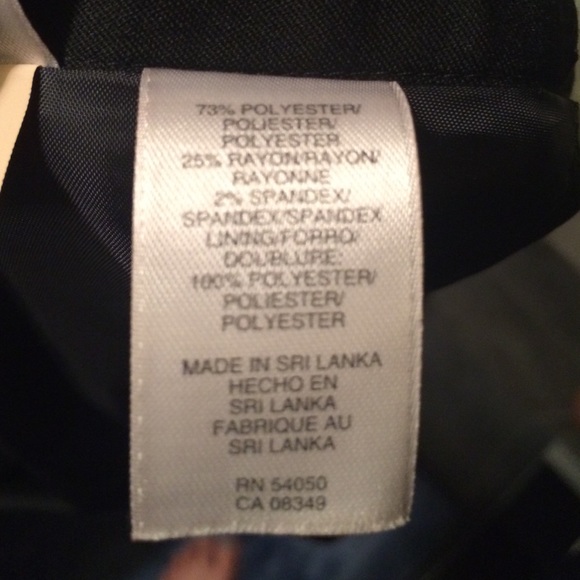 73% POLYESTER/
POLIESTER/
POLYESTER
25% RAYON/RAYON/
RAYONNE
2% SPANDEX/
SPANDEX/SPANDEX
LINING/FORRO/
DOUBLURE:
100% POLYESTER/
POLIESTER/
POLYESTER
MADE IN SRI LANKA
HECHO EN
SRI LANKA
FABRIQUE AU
SRI LANKA
RN 54050
CA 08349